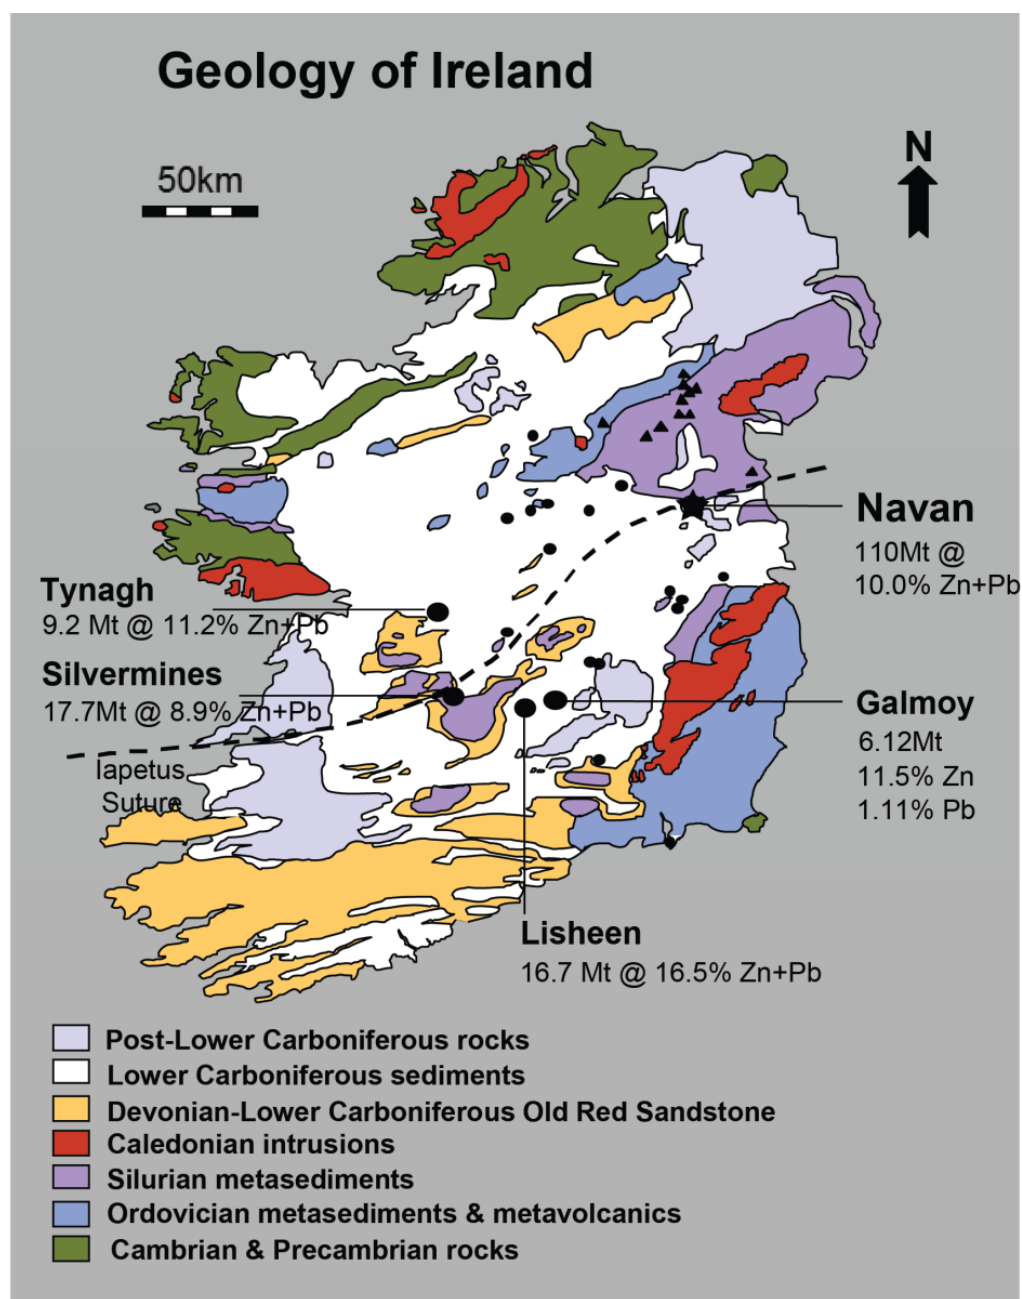 Geology of Ireland
50km
N
Navan
110Mt @
10.0% Zn+Pb
Tynagh
9.2 Mt @ 11.2% Zn+Pb
Silvermines
17.7Mt @ 8.9% Zn+Pb
Galmoy
6.12Mt
11.5% Zn
1.11% Pb
Iapetus
Suture
Lisheen
16.7 Mt @ 16.5% Zn+Pb
Post-Lower Carboniferous rocks
Lower Carboniferous sediments
Devonian-Lower Carboniferous Old Red Sandstone
Caledonian intrusions
Silurian metasediments
Ordovician metasediments & metavolcanics
Cambrian & Precambrian rocks